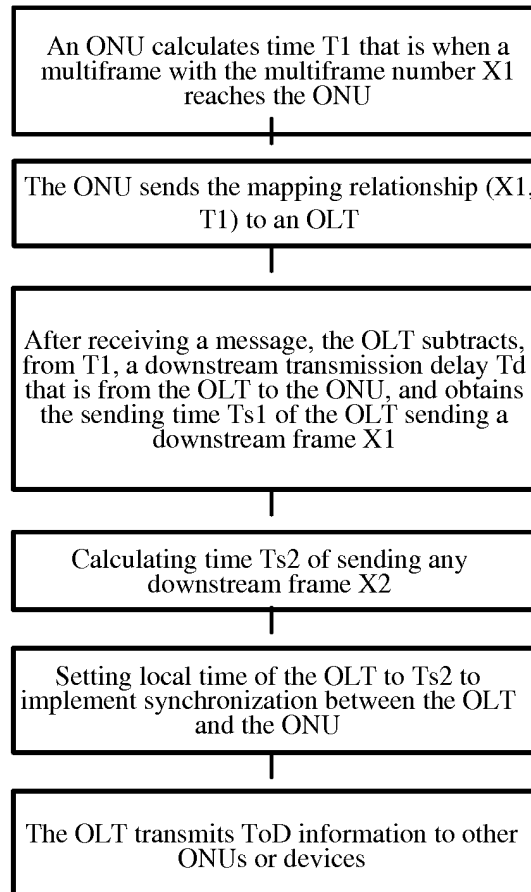 An ONU calculates time T1 that is when a
multiframe with the multiframe number X1
reaches the ONU
The ONU sends the mapping relationship (X1,
T1) to an OLT
After receiving a message, the OLT subtracts,
from T1, a downstream transmission delay Td
that is from the OLT to the ONU, and obtains
the sending time Ts1 of the OLT sending a
downstream frame X1
Calculating time Ts2 of sending any
downstream frame X2
Setting local time of the OLT to Ts2 to
implement synchronization between the OLT
and the ONU
The OLT transmits ToD information to other
ONUs or devices